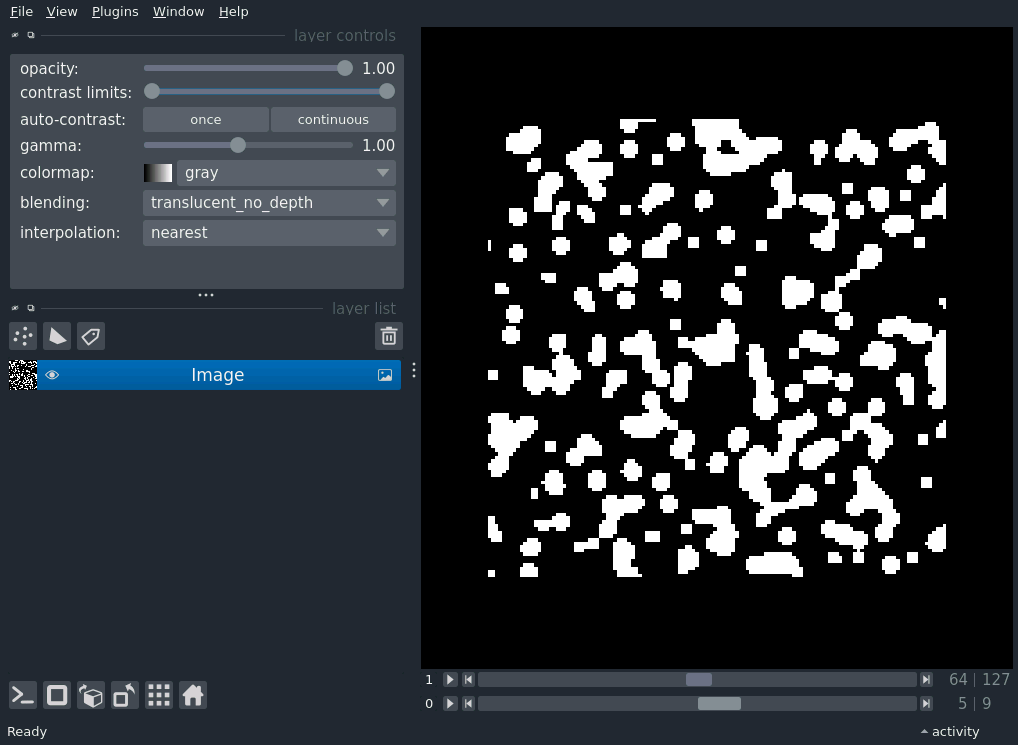 File View Plugins Window Help
layer controls
opacity: 1.00
contrast limits:
auto-contrast: once continuous
gamma: 1.00
colormap: gray
blending: translucent_no_depth
interpolation: nearest
layer list
Image
1 64 | 127
0 5 | 9
Ready activity